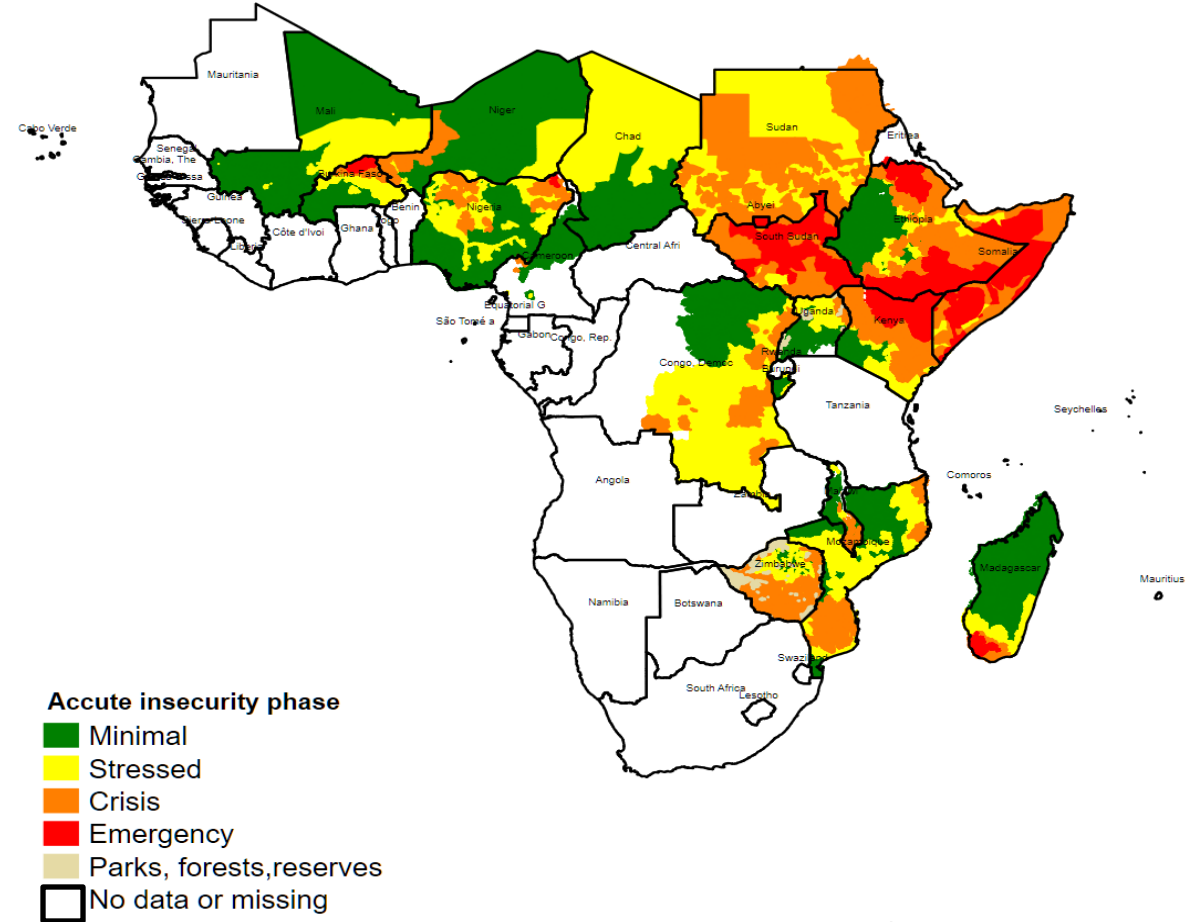 Mauritania
Mali
Niger
Cabo Verde
Chad
Sudan
Eritrea
Senega
Gambia, The
Burkina Faso
Guinea
Benin
Nigeria
Abyei
Ethiopia
Sierra Leone
Côte d'Ivoi
Ghana
Togo
Liberia
Central Afri
South Sudan
Somalia
Cameroon
Equatorial G
São Tomé a
Uganda
Kenya
Gabon
Congo, Rep.
Rwanda
Congo, Democ
Burundi
Tanzania
Seychelles
Angola
Comoros
Zambia
Mozambique
Zimbabwe
Madagascar
Mauritius
Namibia
Botswana
Swaziland
South Africa
Lesotho
Accute insecurity phase
Minimal
Stressed
Crisis
Emergency
Parks, forests,reserves
No data or missing